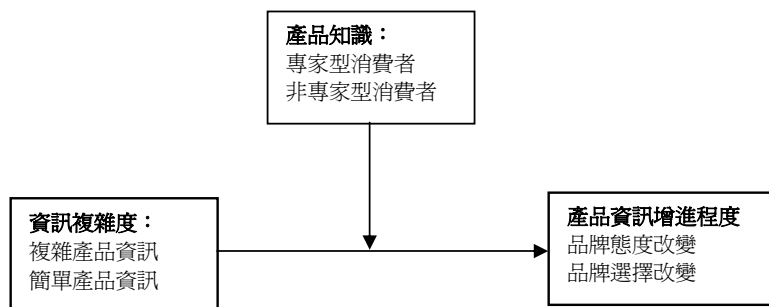 產品知識：
專家型消費者
非專家型消費者
資訊複雜度：
複雜產品資訊
簡單產品資訊
產品資訊增進程度
品牌態度改變
品牌選擇改變